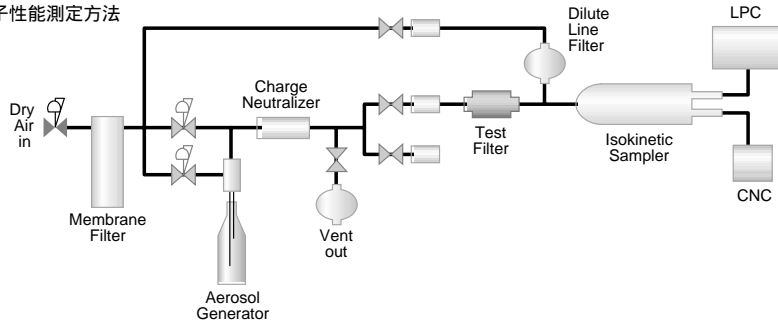 子性能測定方法
Dilute
Line
Filter
LPC
Charge
Neutralizer
Dry
Air
in
Test
Filter
Isokinetic
Sampler
CNC
Membrane
Filter
Vent
out
Aerosol
Generator